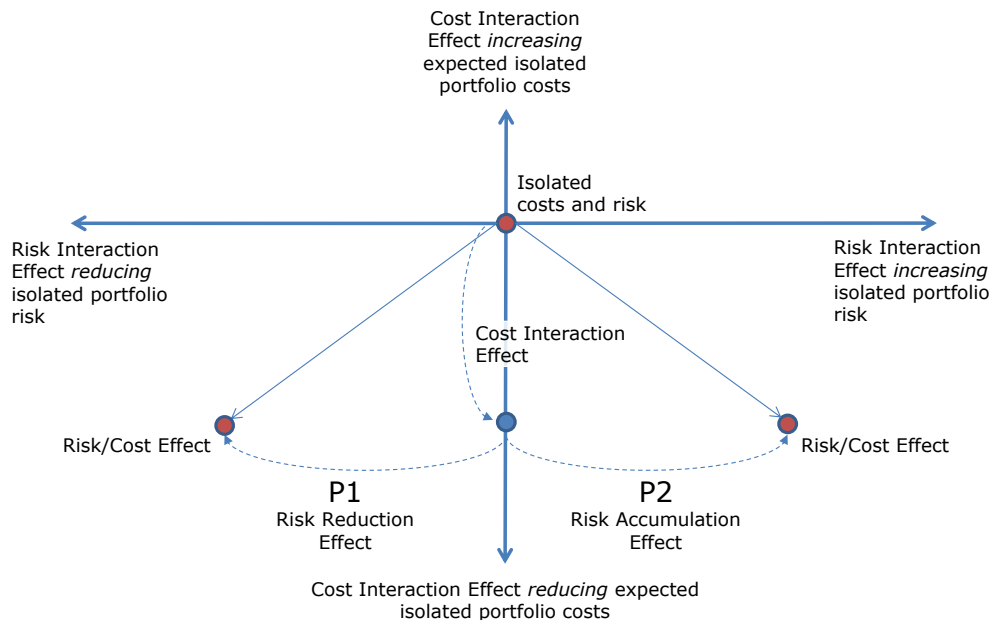 Cost Interaction
Effect increasing
expected isolated
portfolio costs
Isolated
costs and risk
Risk Interaction
Effect reducing
isolated portfolio
risk
Risk Interaction
Effect increasing
isolated portfolio
risk
Cost Interaction
Effect
Risk/Cost Effect
Risk/Cost Effect
P1
Risk Reduction
Effect
P2
Risk Accumulation
Effect
Cost Interaction Effect reducing expected
isolated portfolio costs